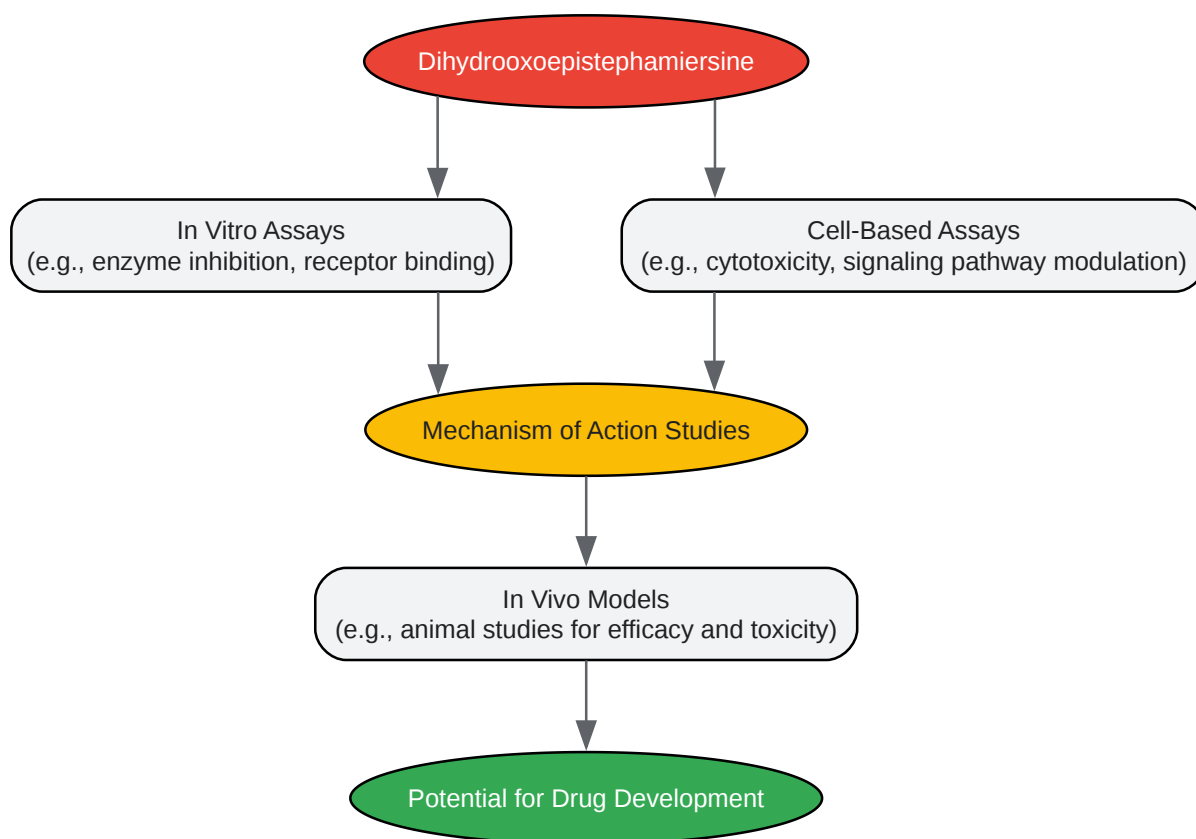 Dihydrooxoepistephamiersine
In Vitro Assays
(e.g., enzyme inhibition, receptor binding)
Cell-Based Assays
(e.g., cytotoxicity, signaling pathway modulation)
Mechanism of Action Studies
In Vivo Models
(e.g., animal studies for efficacy and toxicity)
Potential for Drug Development